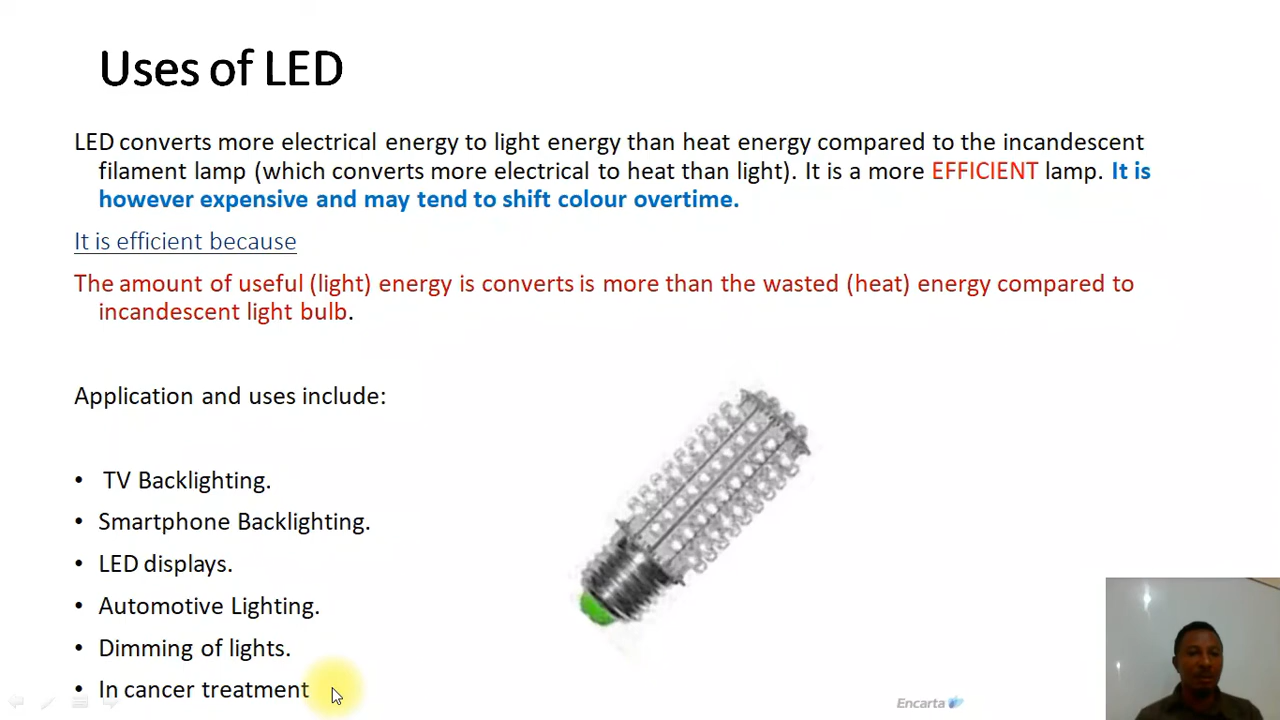 Uses of LED
LED converts more electrical energy to light energy than heat energy compared to the incandescent
filament lamp (which converts more electrical to heat than light). It is a more EFFICIENT lamp. It is
however expensive and may tend to shift colour overtime.
It is efficient because
The amount of useful (light) energy is converts is more than the wasted (heat) energy compared to
incandescent light bulb.
Application and uses include:
• TV Backlighting.
• Smartphone Backlighting.
• LED displays.
• Automotive Lighting.
• Dimming of lights.
• In cancer treatment
Encarta